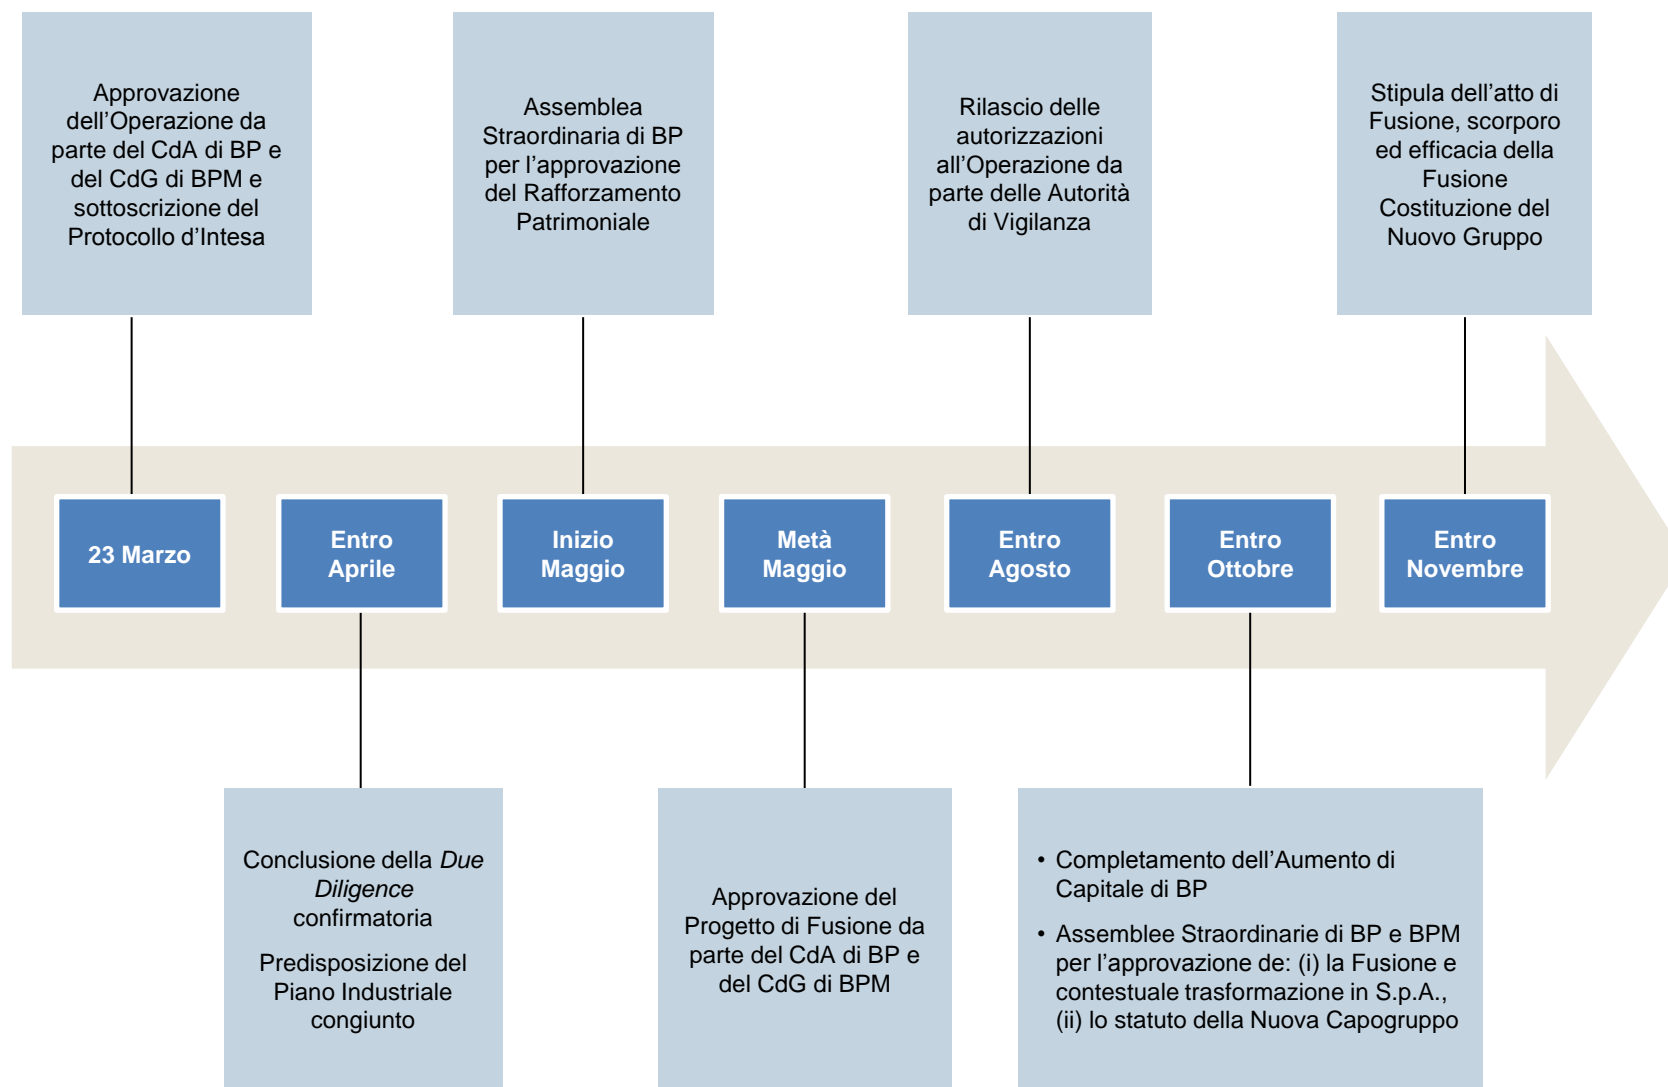 Approvazione
dell’Operazione da
parte del CdA di BP e
del CdG di BPM e
sottoscrizione del
Protocollo d’Intesa
Assemblea
Straordinaria di BP
per l’approvazione
del Rafforzamento
Patrimoniale
Rilascio delle
autorizzazioni
all’Operazione da
parte delle Autorità
di Vigilanza
Stipula dell’atto di
Fusione, scorporo
ed efficacia della
Fusione
Costituzione del
Nuovo Gruppo
23 Marzo
Entro
Aprile
Inizio
Maggio
Metà
Maggio
Entro
Agosto
Entro
Ottobre
Entro
Novembre
Conclusione della Due
Diligence
confirmatoria
Predisposizione del
Piano Industriale
congiunto
Approvazione del
Progetto di Fusione da
parte del CdA di BP e
del CdG di BPM
• Completamento dell’Aumento di
Capitale di BP
• Assemblee Straordinarie di BP e BPM
per l’approvazione de: (i) la Fusione e
contestuale trasformazione in S.p.A.,
(ii) lo statuto della Nuova Capogruppo